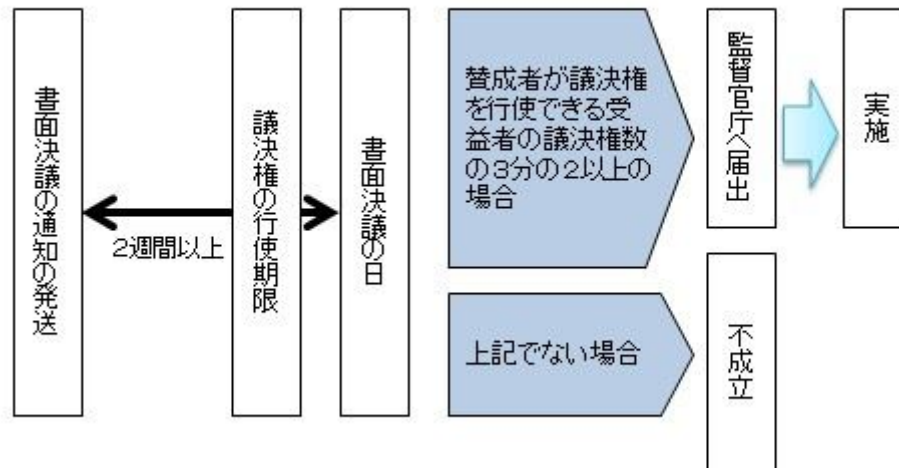 書面決議の通知の発送
2週間以上
議決権の行使期限
書面決議の日
賛成者が議決権
を行使できる受
益者の議決権数
の3分の2以上の
場合
監督官庁へ届出
実施
上記でない場合
不成立